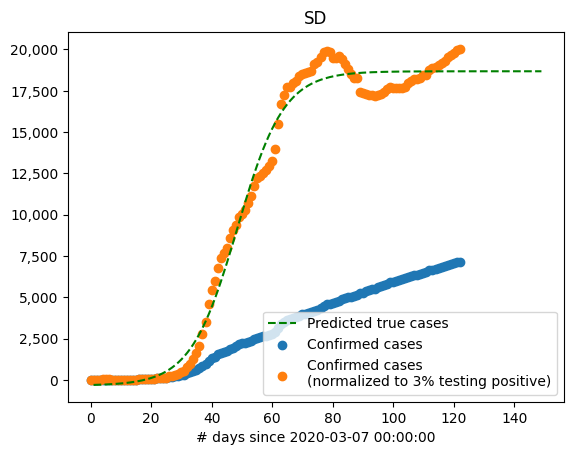 SD
20,000
17,500
15,000
12,500
10,000
7,500
5,000
2,500
0
Predicted true cases
Confirmed cases
Confirmed cases
(normalized to 3% testing positive)
0 20 40 60 80 100 120 140
# days since 2020-03-07 00:00:00